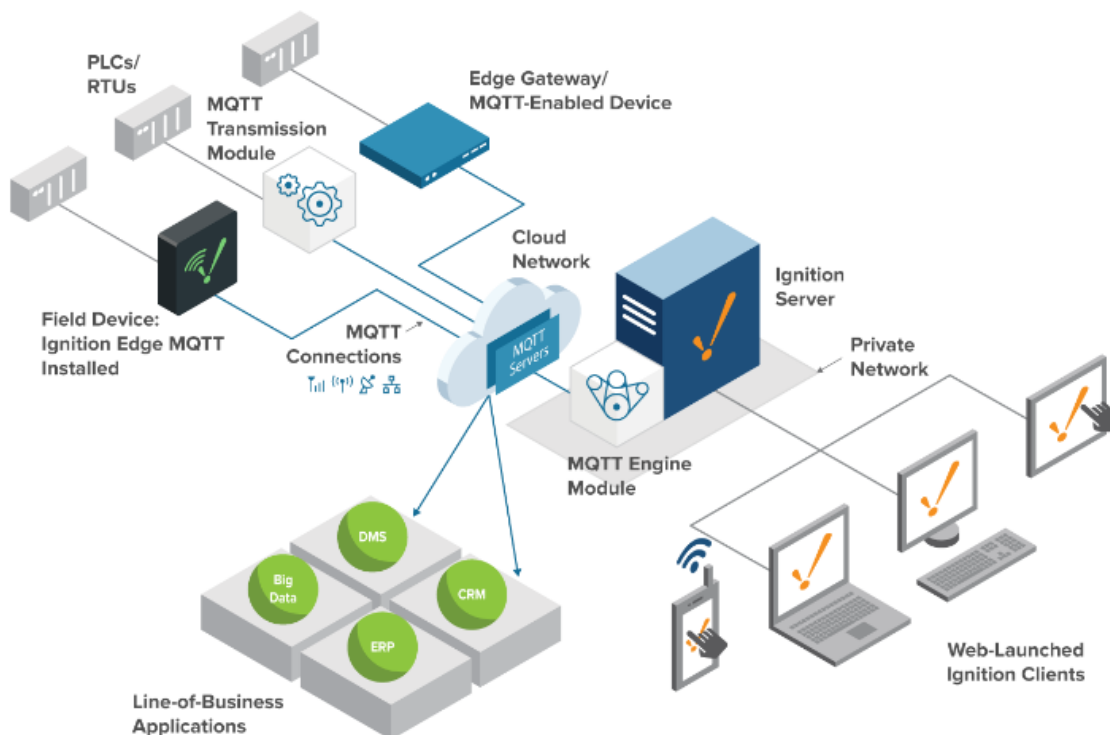 PLCs/
RTUs
MQTT
Transmission
Module
Edge Gateway/
MQTT-Enabled Device
Field Device:
Ignition Edge MQTT
Installed
MQTT
Connections
Cloud
Network
MQTT
Servers
Ignition
Server
Private
Network
MQTT Engine
Module
DMS
Big
Data
CRM
ERP
Line-of-Business
Applications
Web-Launched
Ignition Clients